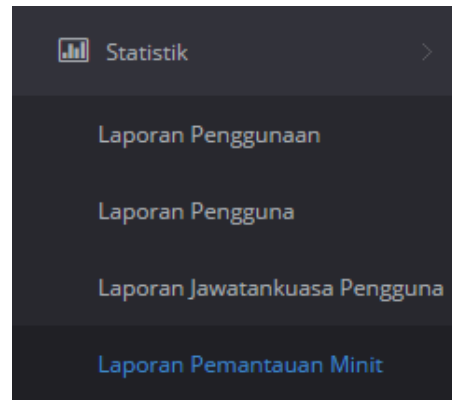 Statistik
Laporan Penggunaan
Laporan Pengguna
Laporan Jawatankuasa Pengguna
Laporan Pemantauan Minit